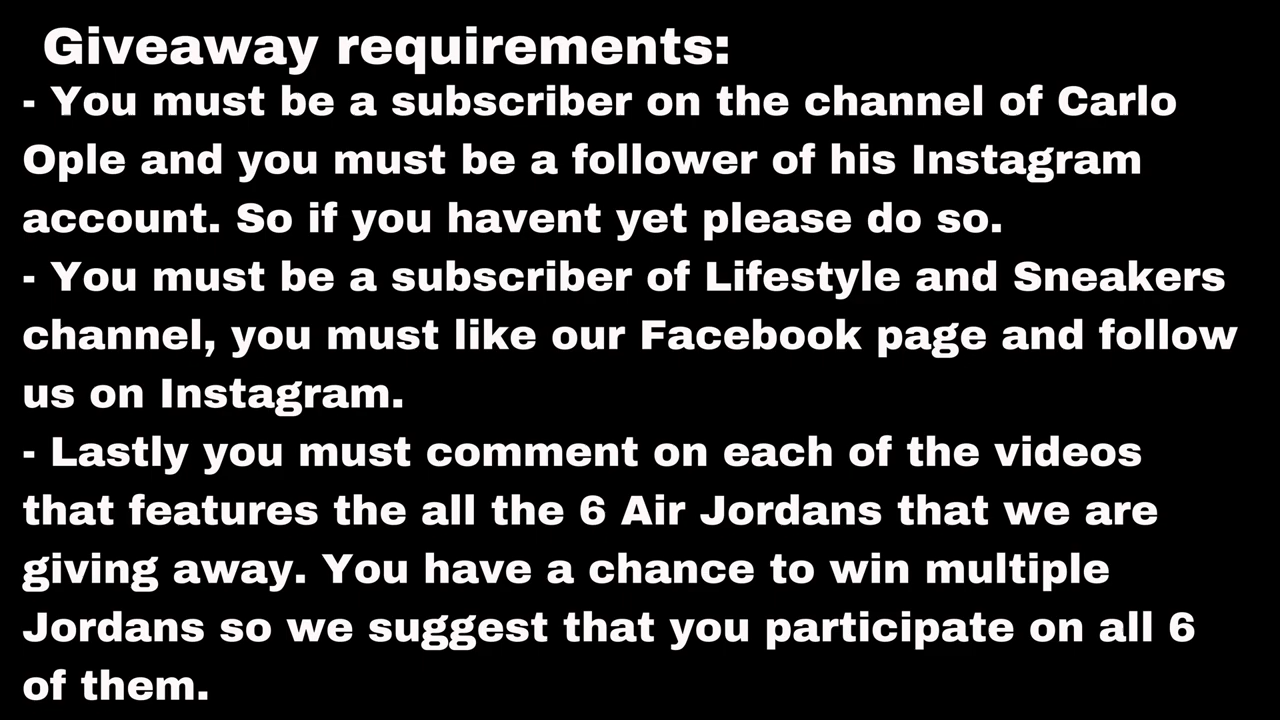 Giveaway requirements:
- You must be a subscriber on the channel of Carlo
Ople and you must be a follower of his Instagram
account. So if you havent yet please do so.
- You must be a subscriber of Lifestyle and Sneakers
channel, you must like our Facebook page and follow
us on Instagram.
- Lastly you must comment on each of the videos
that features the all the 6 Air Jordans that we are
giving away. You have a chance to win multiple
Jordans so we suggest that you participate on all 6
of them.